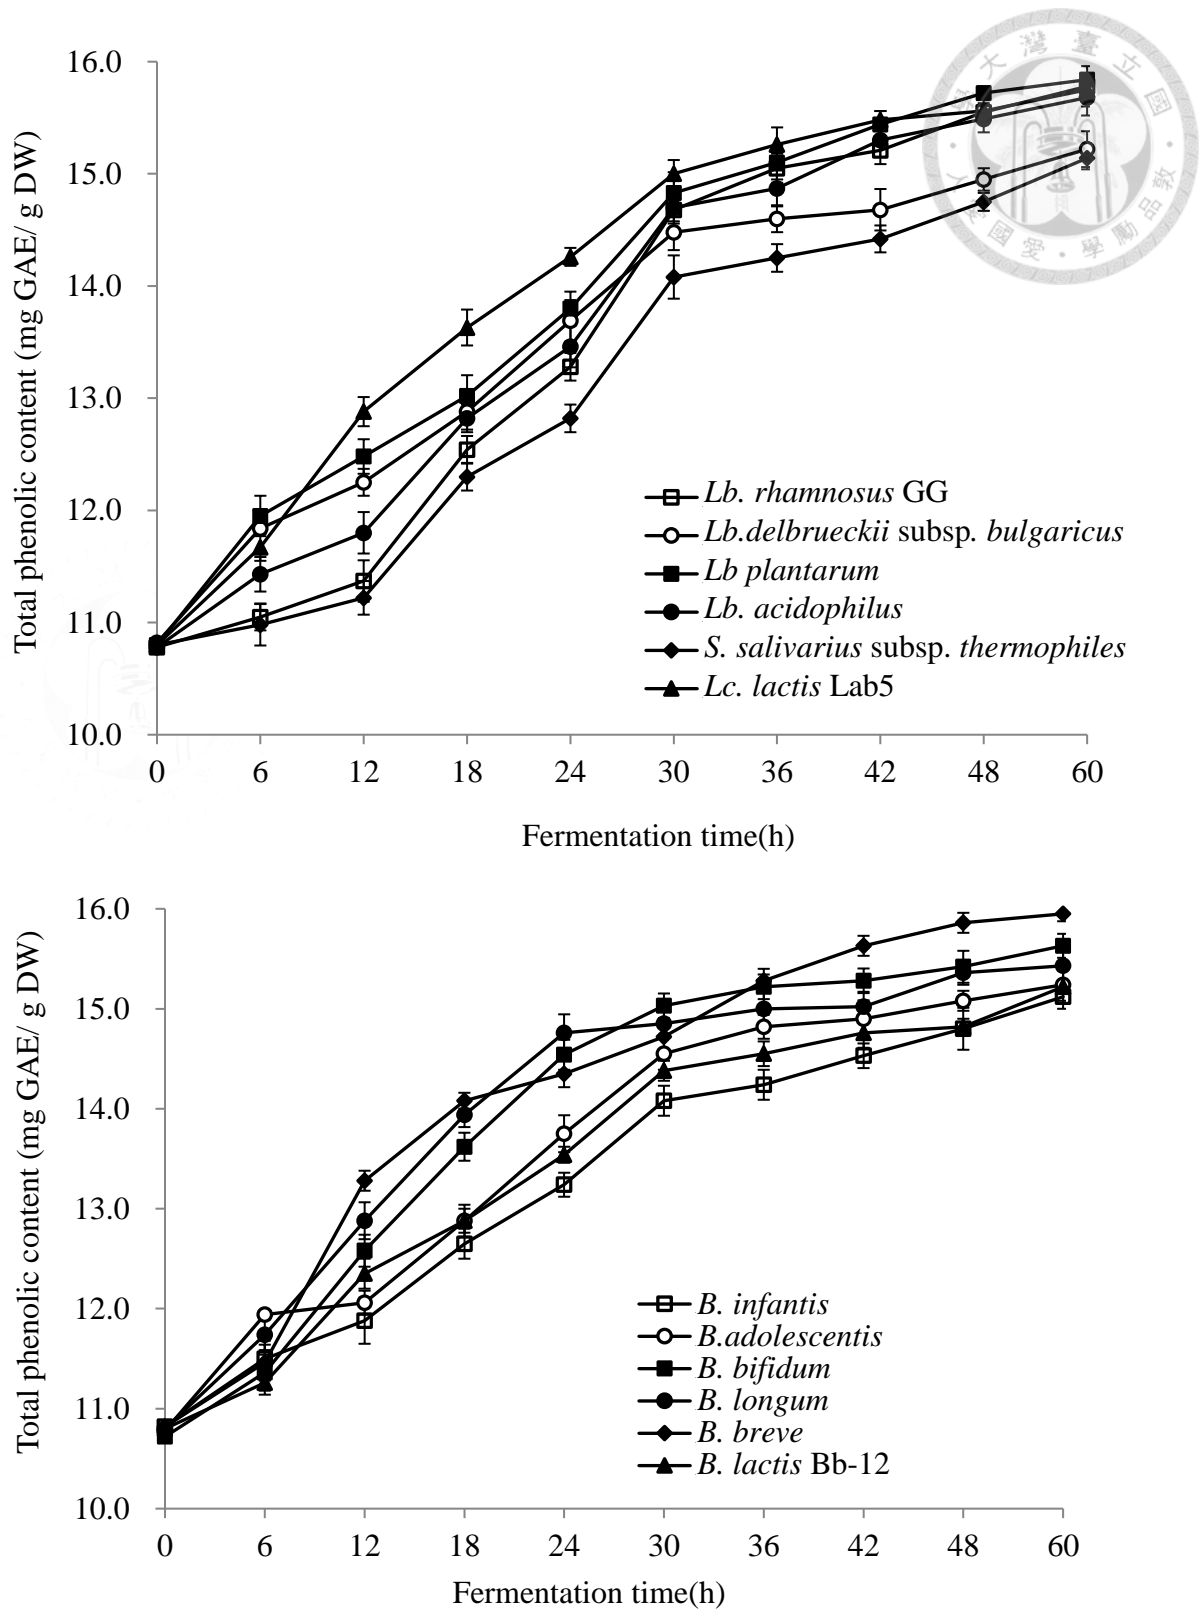 16.0
15.0
14.0
13.0
12.0
11.0
10.0
Total phenolic content (mg GAE/ g DW)
Lb. rhamnosus GG
Lb.delbrueckii subsp. bulgaricus
Lb plantarum
Lb. acidophilus
S. salivarius subsp. thermophiles
Lc. lactis Lab5
0 6 12 18 24 30 36 42 48 60
Fermentation time(h)
16.0
15.0
14.0
13.0
12.0
11.0
10.0
Total phenolic content (mg GAE/ g DW)
B. infantis
B.adolescentis
B. bifidum
B. longum
B. breve
B. lactis Bb-12
0 6 12 18 24 30 36 42 48 60
Fermentation time(h)